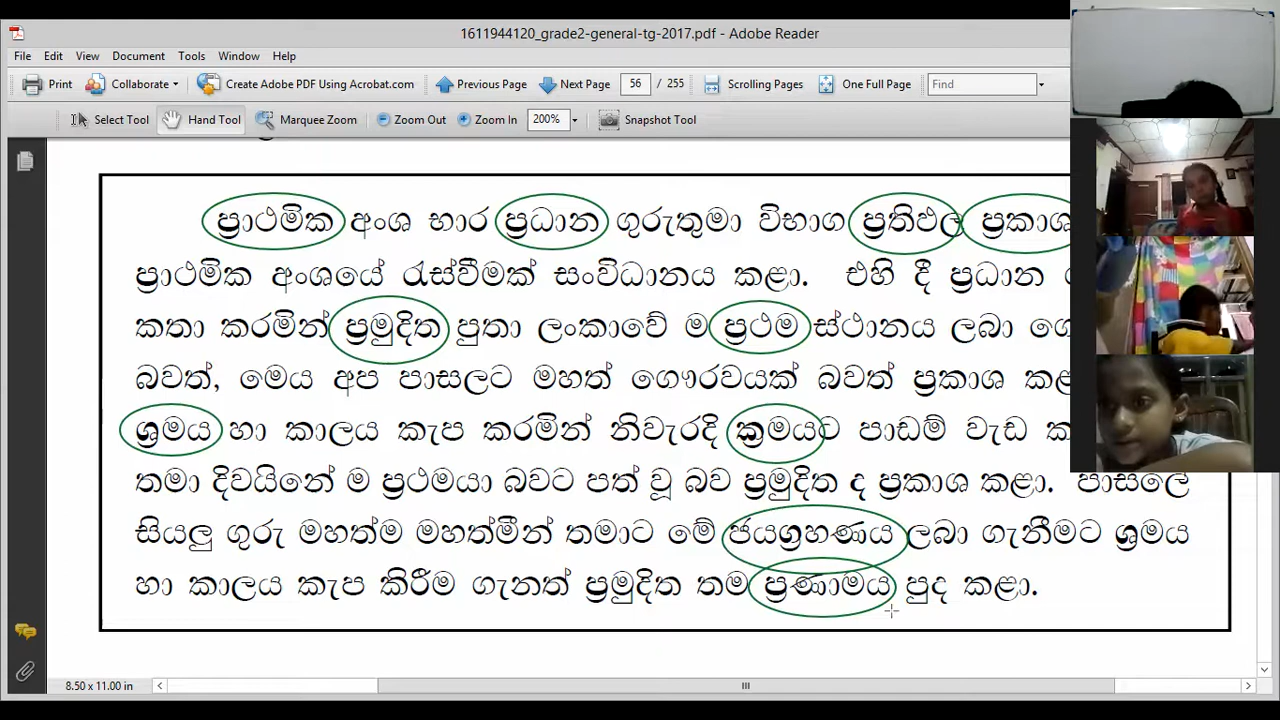 1611944120_grade2-general-tg-2017.pdf - Adobe Reader
File Edit View Document Tools Window Help
Print Collaborate Create Adobe PDF Using Acrobat.com Previous Page Next Page 56 / 255 Scrolling Pages One Full Page Find
Select Tool Hand Tool Marquee Zoom Zoom Out Zoom In 200% Snapshot Tool
ප්‍රාථමික අංශ භාර ප්‍රධාන ගුරුතුමා විභාග ප්‍රතිඵල ප්‍රකාශ
ප්‍රාථමික අංශයේ රැස්වීමක් සංවිධානය කළා. එහි දී ප්‍රධාන
කතා කරමින් ප්‍රමුදිත පුතා ලංකාවේ ම ප්‍රථම ස්ථානය ලබා
බවත්, මෙය අප පාසලට මහත් ගෞරවයක් බවත් ප්‍රකාශ
ශ්‍රමය හා කාලය කැප කරමින් නිවැරදි ක්‍රමයට පාඩම් වැඩ
තමා දිවයිනේ ම ප්‍රථමයා බවට පත් වූ බව ප්‍රමුදිත ද ප්‍රකාශ කළා. පාසලේ
සියලු ගුරු මහත්ම මහත්මීන් තමාට මේ ජයග්‍රහණය ලබා ගැනීමට ශ්‍රමය
හා කාලය කැප කිරීම ගැනත් ප්‍රමුදිත තම ප්‍රණාමය පුද කළා.
8.50 x 11.00 in